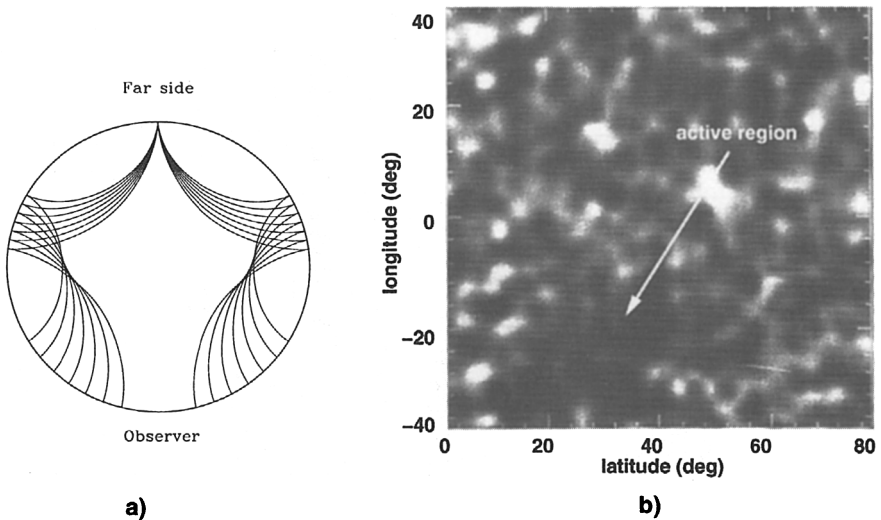 Far side
Observer
a)
40
20
0
−20
−40
longitude (deg)
active region
0 20 40 60 80
latitude (deg)
b)